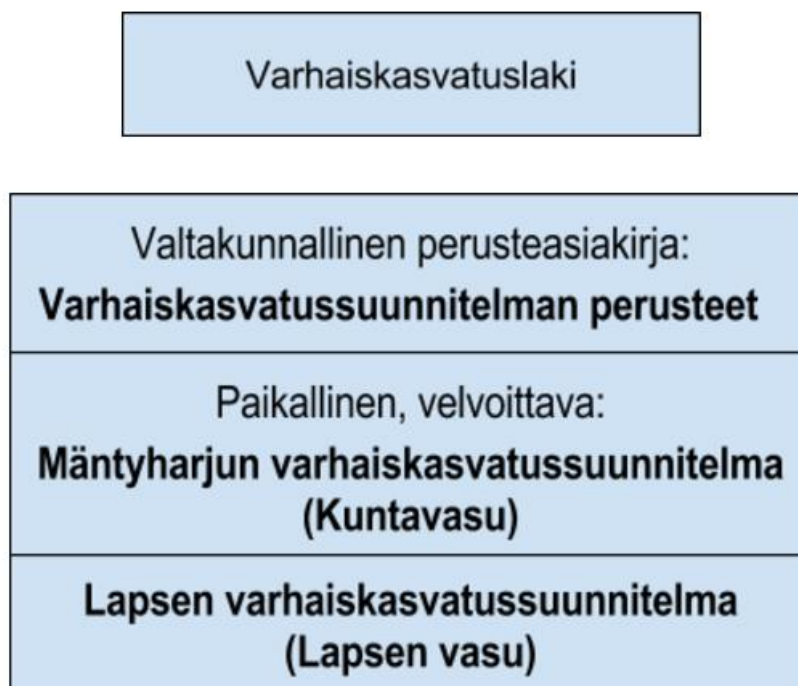 Varhaiskasvatuslaki
Valtakunnallinen perusteasiakirja:
Varhaiskasvatussuunnitelman perusteet
Paikallinen, velvoittava:
Mäntyharjun varhaiskasvatussuunnitelma
(Kuntavasu)
Lapsen varhaiskasvatussuunnitelma
(Lapsen vasu)